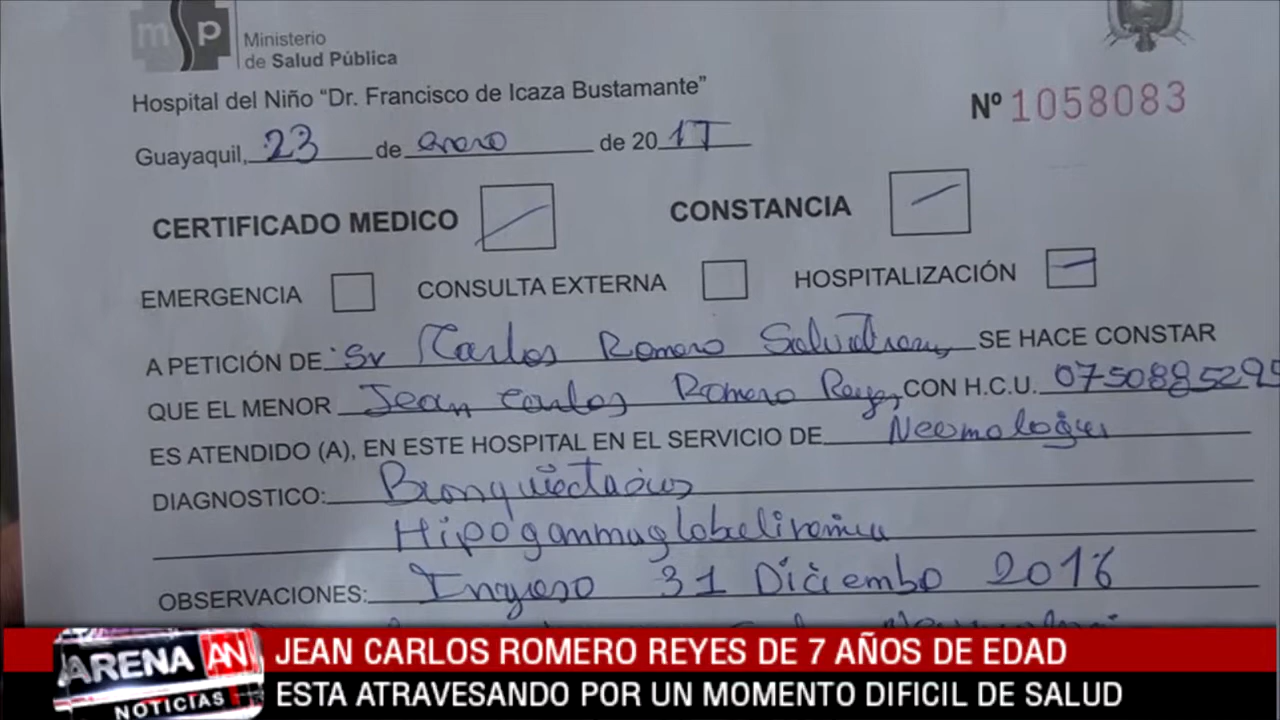 msp
Ministerio
de Salud Pública
Hospital del Niño "Dr. Francisco de Icaza Bustamante"
Nº 1058083
Guayaquil, 23 de enero de 2017
CERTIFICADO MEDICO CONSTANCIA
EMERGENCIA CONSULTA EXTERNA HOSPITALIZACIÓN
A PETICIÓN DE: Sr Carlos Romero SE HACE CONSTAR
QUE EL MENOR Jean Carlos Romero Reyes CON H.C.U. 0750885295
ES ATENDIDO (A), EN ESTE HOSPITAL EN EL SERVICIO DE Neomologia
DIAGNOSTICO: Bronquiectasias
Hipogammaglobelinemia
OBSERVACIONES: Ingreso 31 Diciembo 2016
ARENA AN JEAN CARLOS ROMERO REYES DE 7 AÑOS DE EDAD
NOTICIAS ESTA ATRAVESANDO POR UN MOMENTO DIFICIL DE SALUD